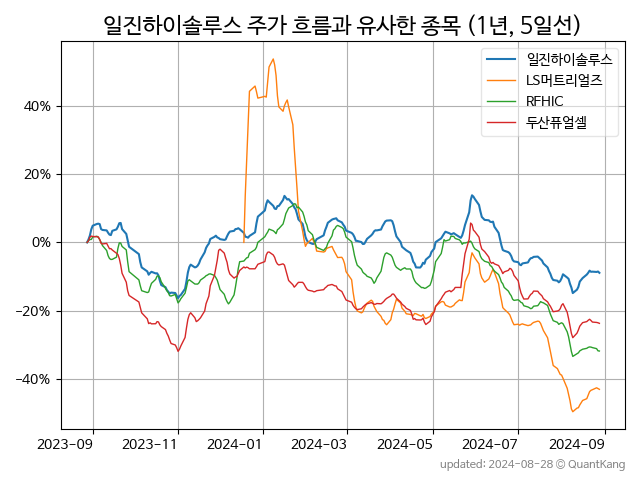 일진하이솔루스 주가 흐름과 유사한 종목 (1년, 5일선)
일진하이솔루스
LS머트리얼즈
RFHIC
두산퓨얼셀
40%
20%
0%
−20%
−40%
2023-09 2023-11 2024-01 2024-03 2024-05 2024-07 2024-09
updated: 2024-08-28 © QuantKang